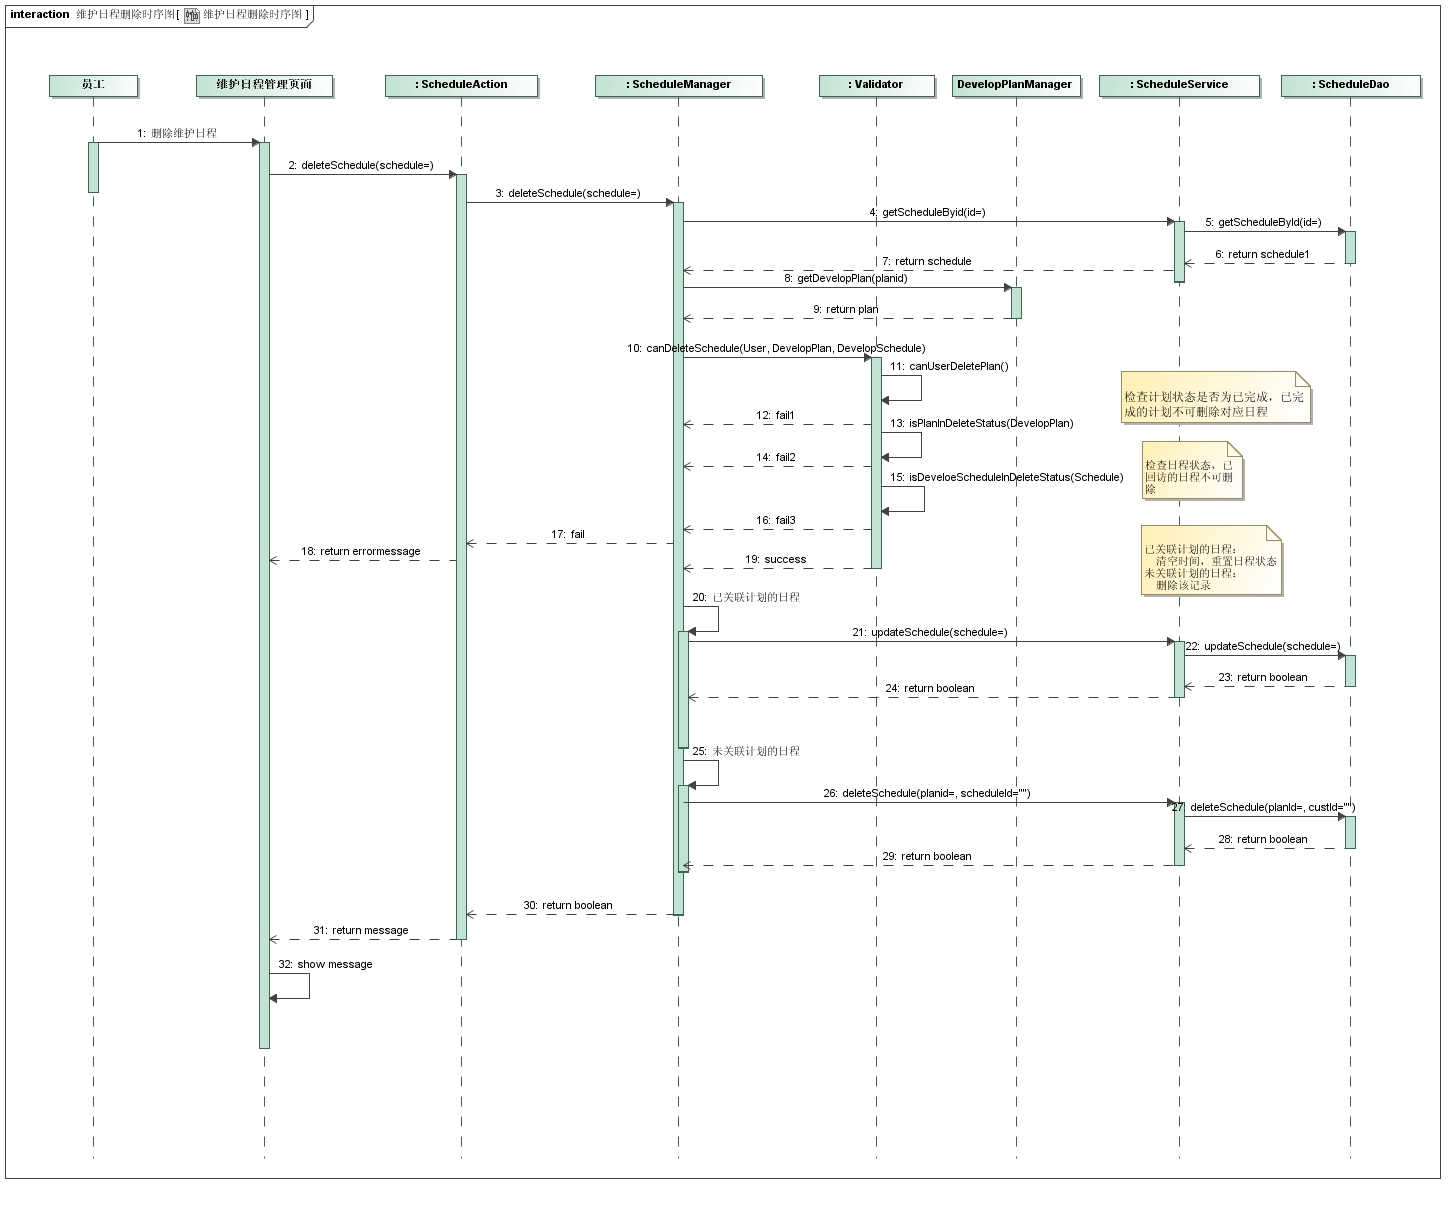 interaction 维护日程删除时序图[ 维护日程删除时序图 ]
员工
维护日程管理页面
: ScheduleAction
: ScheduleManager
: Validator
DevelopPlanManager
: ScheduleService
: ScheduleDao
1: 删除维护日程
2: deleteSchedule(schedule=)
3: deleteSchedule(schedule=)
4: getScheduleByid(id=)
5: getScheduleById(id=)
6: return schedule1
7: return schedule
8: getDevelopPlan(planid)
9: return plan
10: canDeleteSchedule(User, DevelopPlan, DevelopSchedule)
11: canUserDeletePlan()
检查计划状态是否为已完成，已完
成的计划不可删除对应日程
12: fail1
13: isPlanInDeleteStatus(DevelopPlan)
14: fail2
检查日程状态，已
回访的日程不可删
除
15: isDeveloeScheduleInDeleteStatus(Schedule)
16: fail3
17: fail
18: return errormessage
19: success
已关联计划的日程：
清空时间，重置日程状态
未关联计划的日程：
删除该记录
20: 已关联计划的日程
21: updateSchedule(schedule=)
22: updateSchedule(schedule=)
23: return boolean
24: return boolean
25: 未关联计划的日程
26: deleteSchedule(planid=, scheduleId="")
27: deleteSchedule(planId=, custId="")
28: return boolean
29: return boolean
30: return boolean
31: return message
32: show message